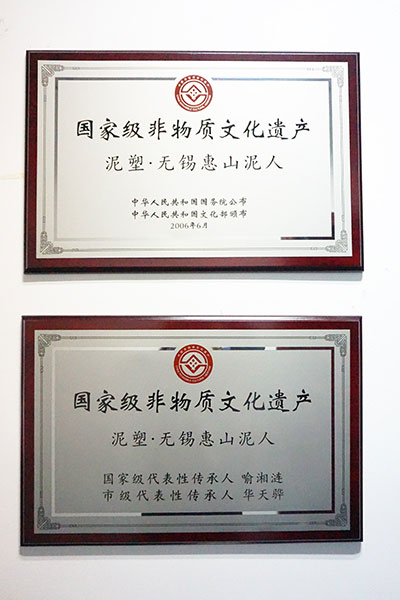 国家级非物质文化遗产
泥塑·无锡惠山泥人
中华人民共和国国务院公布
中华人民共和国文化部颁布
2006年6月
国家级非物质文化遗产
泥塑·无锡惠山泥人
国家级代表性传承人 喻湘涟
市级代表性传承人 华天骅